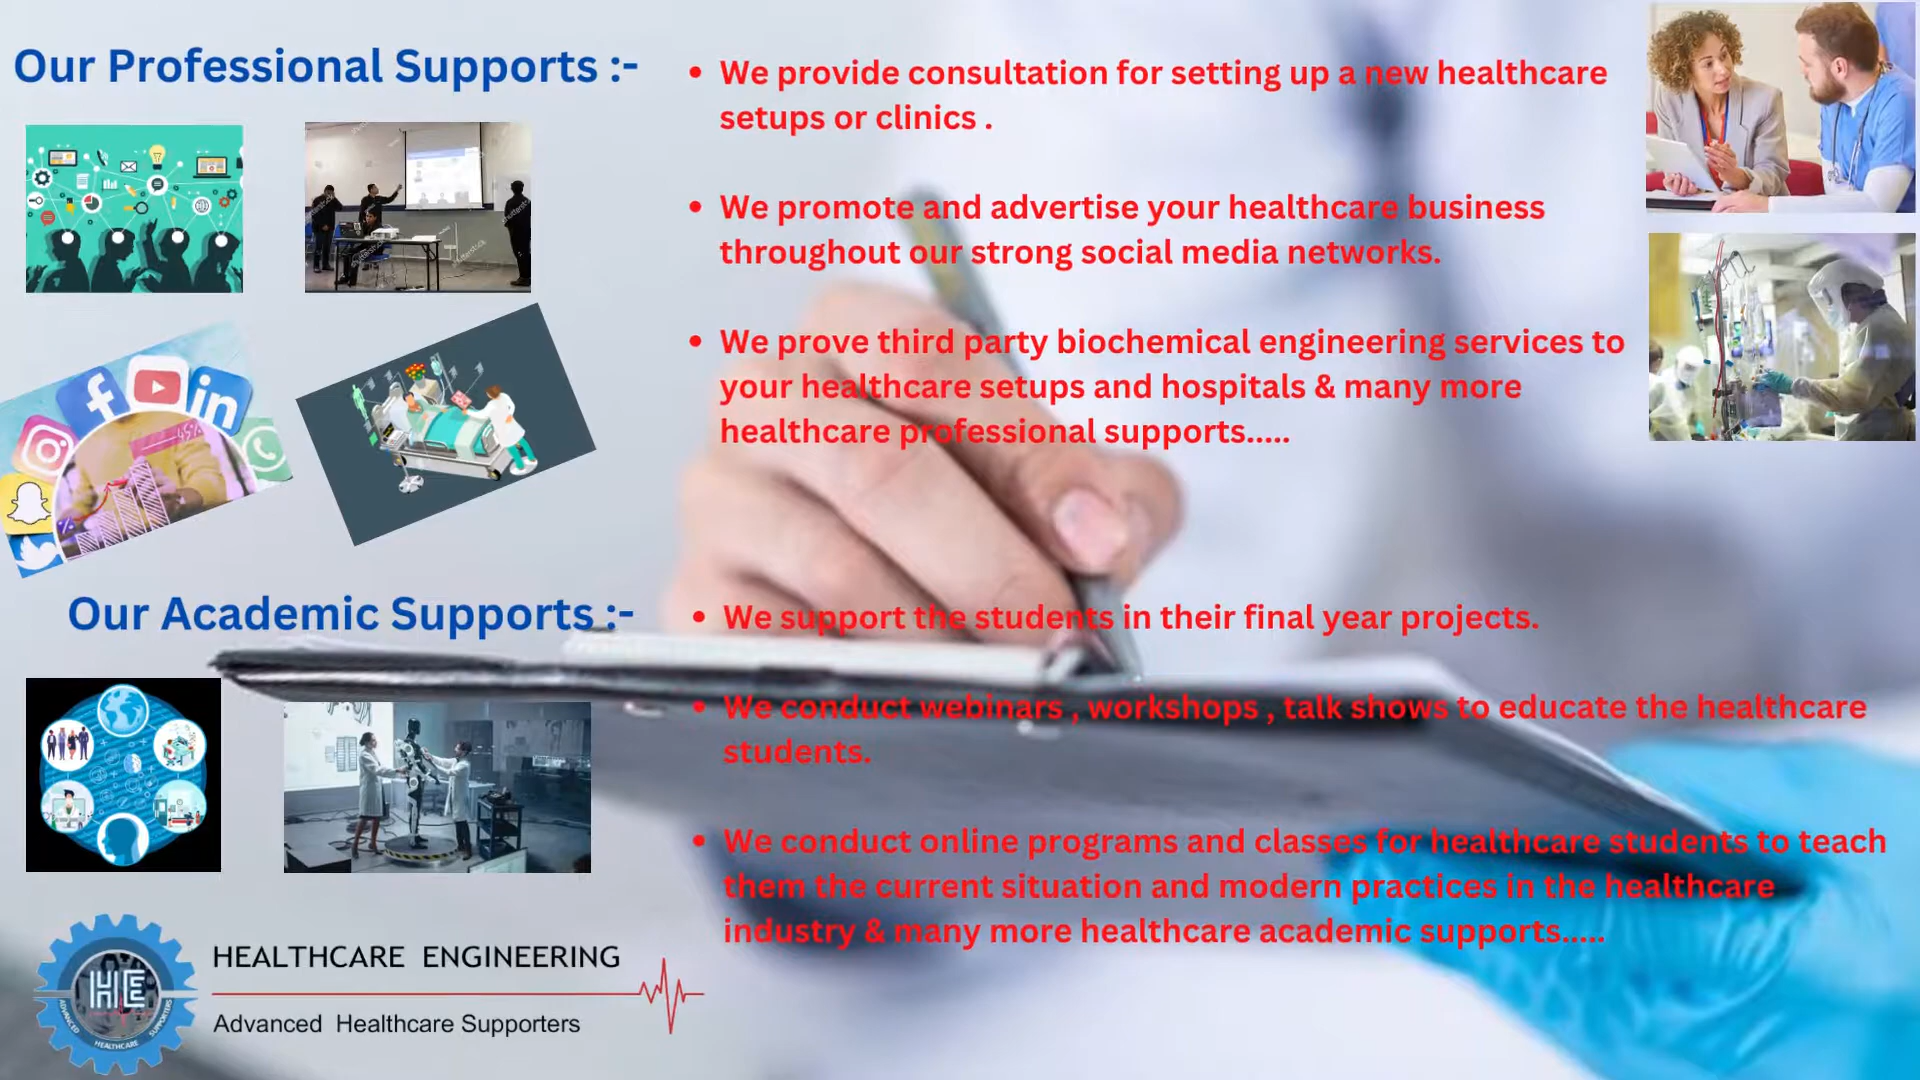 Our Professional Supports :-
We provide consultation for setting up a new healthcare
setups or clinics .
We promote and advertise your healthcare business
throughout our strong social media networks.
We prove third party biochemical engineering services to
your healthcare setups and hospitals & many more
healthcare professional supports.....
Our Academic Supports :-
We support the students in their final year projects.
We conduct webinars , workshops , talk shows to educate the healthcare
students.
We conduct online programs and classes for healthcare students to teach
them the current situation and modern practices in the healthcare
industry & many more healthcare academic supports.....
HCE
ADVANCED
HEALTHCARE
SUPPORTERS
HEALTHCARE ENGINEERING
Advanced Healthcare Supporters